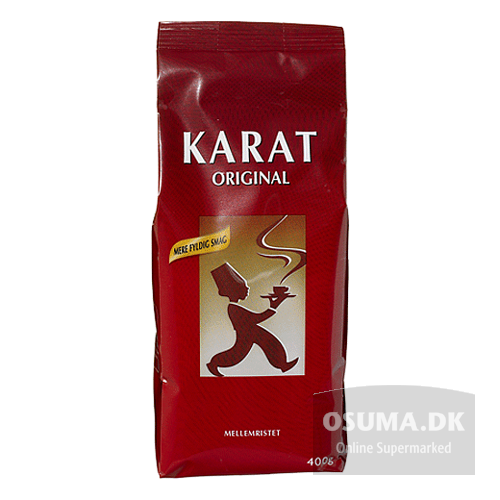 KARAT
ORIGINAL
MERE FYLDIG SMAG
MELLEMRISTET
400g
OSUMA.DK
Online Supermarked